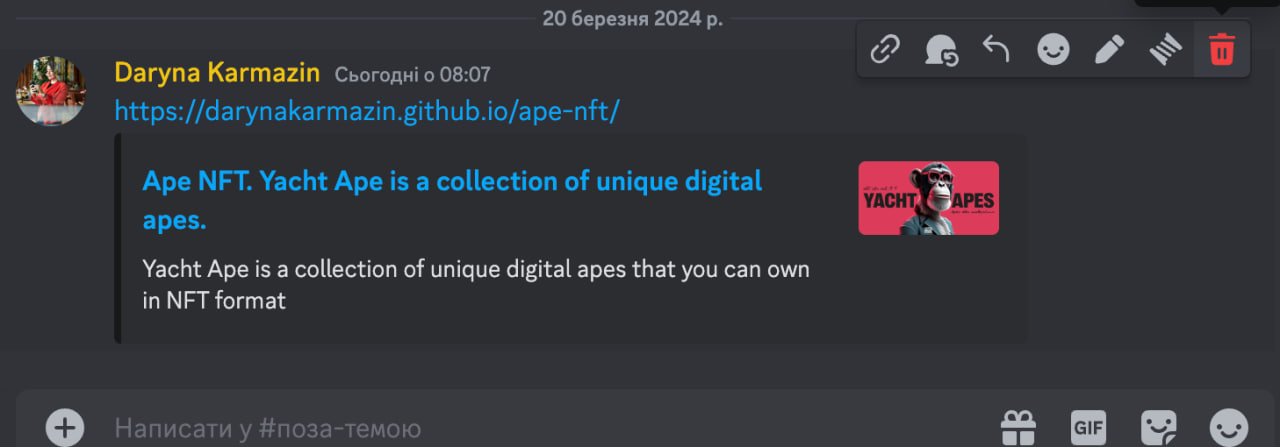 20 березня 2024 р.
Daryna Karmazin Сьогодні о 08:07
https://darynakarmazin.github.io/ape-nft/
Ape NFT. Yacht Ape is a collection of unique digital
apes.
YACHT APES
Yacht Ape is a collection of unique digital apes that you can own
in NFT format
Написати у #поза-темою
GIF